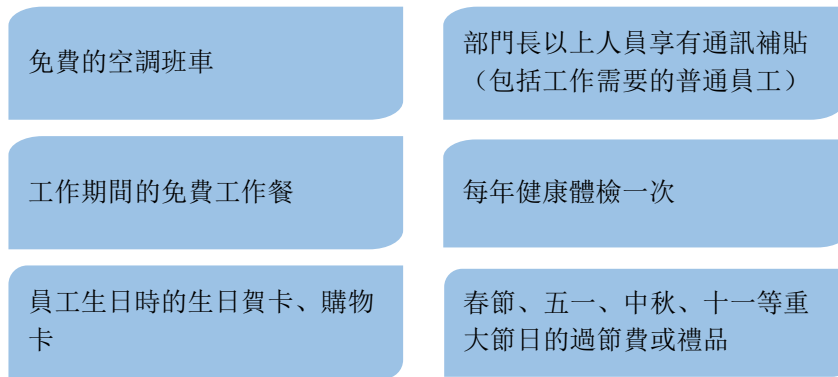 免費的空調班車
部門長以上人員享有通訊補貼
（包括工作需要的普通員工）
工作期間的免費工作餐
每年健康體檢一次
員工生日時的生日賀卡、購物
卡
春節、五一、中秋、十一等重
大節日的過節費或禮品